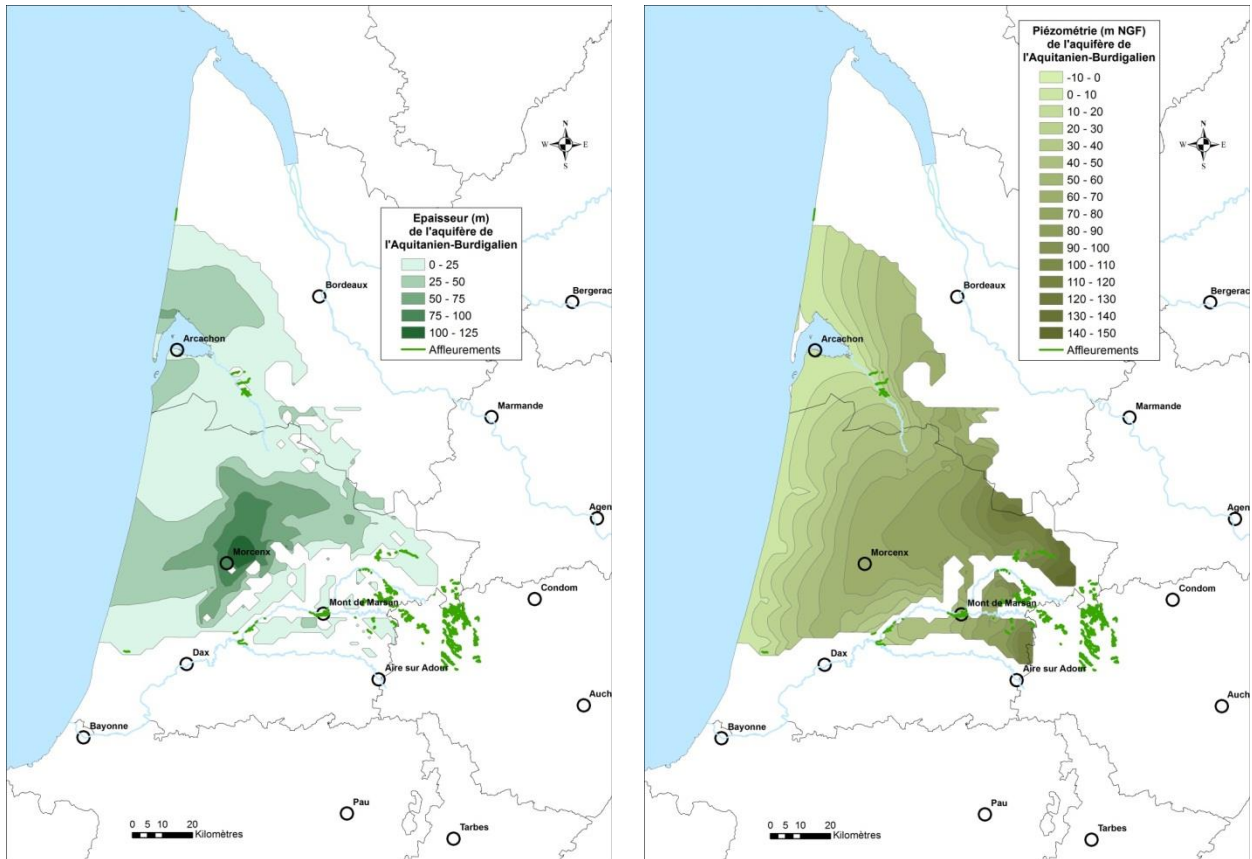 N
W E
S
Epaisseur (m)
de l'aquifère de
l'Aquitanien-Burdigalien
0 - 25
25 - 50
50 - 75
75 - 100
100 - 125
Affleurements
Bordeaux
Bergerac
Arcachon
Marmande
Agen
Morcenx
Condom
Mont de Marsan
Dax
Aire sur Adour
Auch
Bayonne
Pau
Tarbes
0 5 10 20
Kilomètres
Piézométrie (m NGF)
de l'aquifère de
l'Aquitanien-Burdigalien
-10 - 0
0 - 10
10 - 20
20 - 30
30 - 40
40 - 50
50 - 60
60 - 70
70 - 80
80 - 90
90 - 100
100 - 110
110 - 120
120 - 130
130 - 140
140 - 150
Affleurements
N
W E
S
Bordeaux
Bergerac
Arcachon
Marmande
Agen
Morcenx
Condom
Mont de Marsan
Dax
Aire sur Adour
Auch
Bayonne
Pau
Tarbes
0 5 10 20
Kilomètres